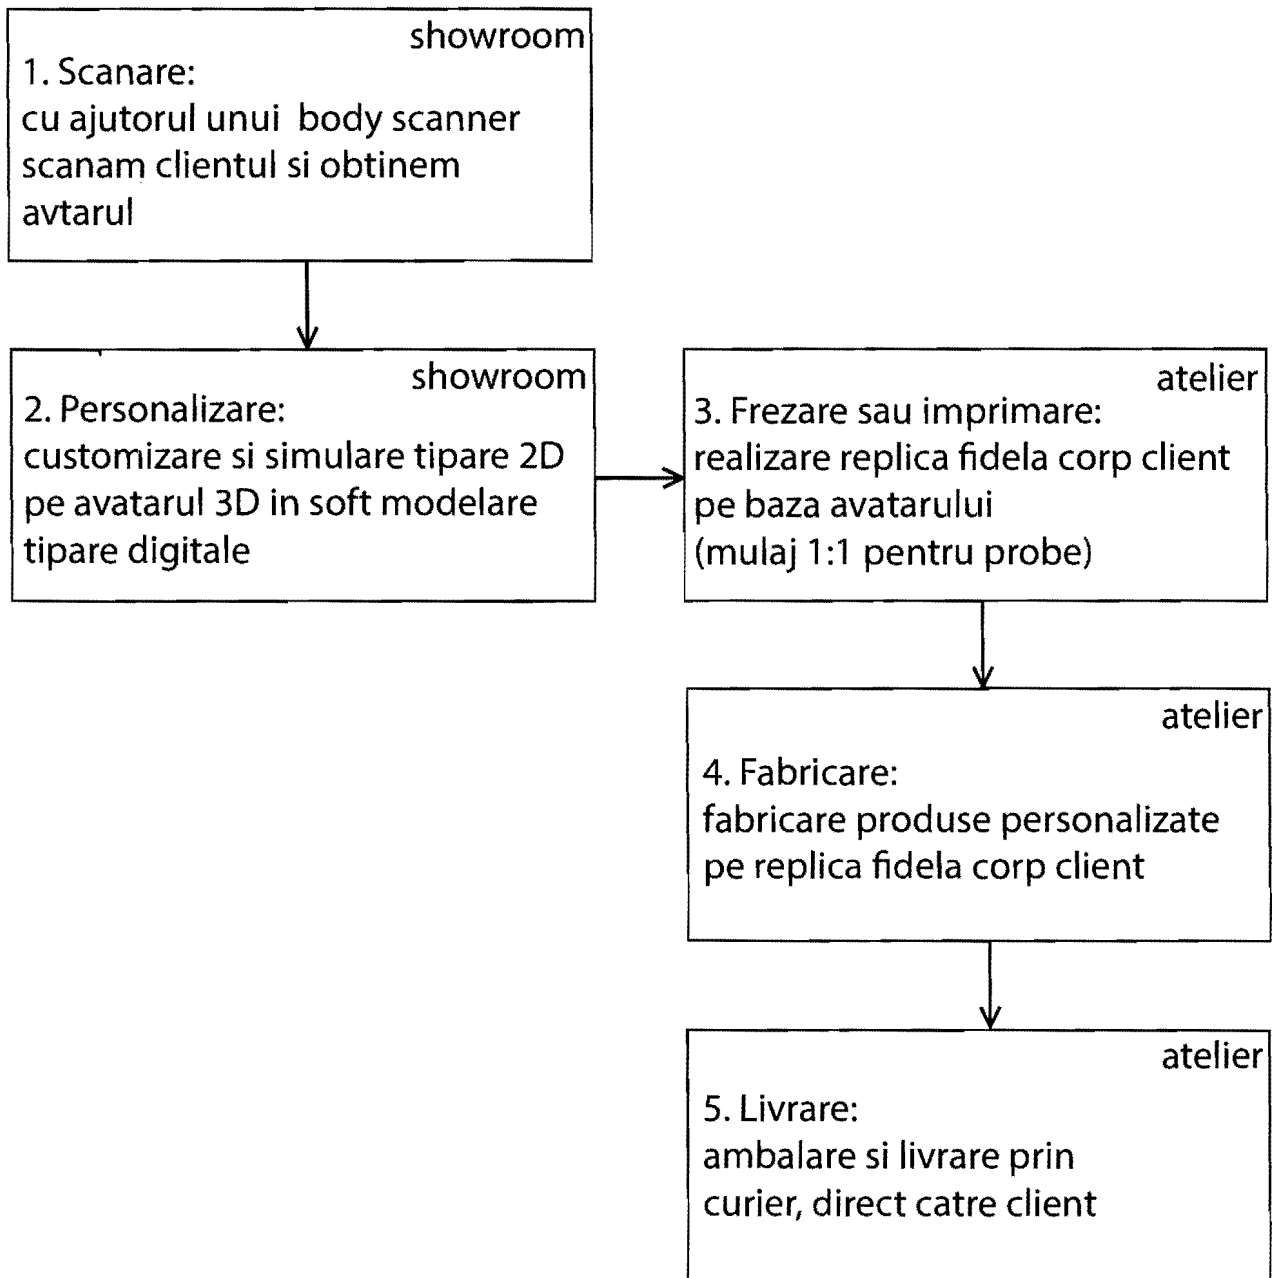 showroom
1. Scanare:
cu ajutorul unui body scanner
scanam clientul si obtinem
avtarul
showroom
2. Personalizare:
customizare si simulare tipare 2D
pe avatarul 3D in soft modelare
tipare digitale
atelier
3. Frezare sau imprimare:
realizare replica fidela corp client
pe baza avatarului
(mulaj 1:1 pentru probe)
atelier
4. Fabricare:
fabricare produse personalizate
pe replica fidela corp client
atelier
5. Livrare:
ambalare si livrare prin
curier, direct catre client